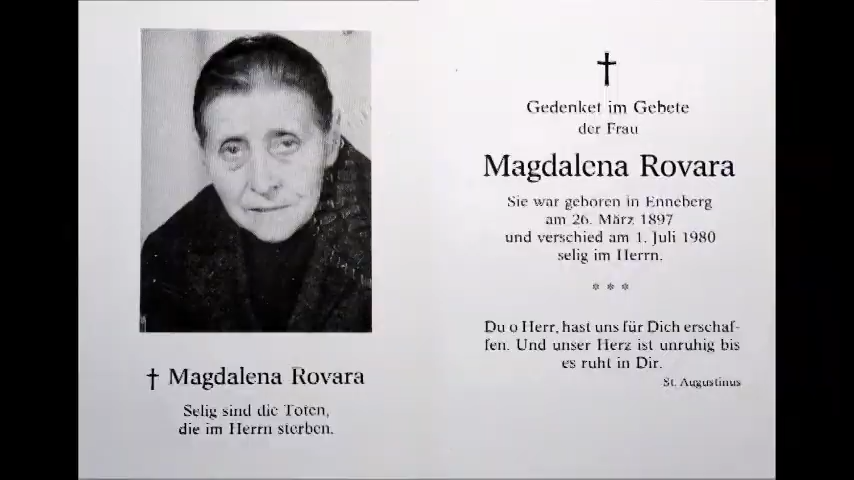 † Magdalena Rovara
Selig sind die Toten,
die im Herrn sterben.
Gedenket im Gebete
der Frau
Magdalena Rovara
Sie war geboren in Enneberg
am 26. März 1897
und verschied am 1. Juli 1980
selig im Herrn.
* * *
Du o Herr, hast uns für Dich erschaf-
fen. Und unser Herz ist unruhig bis
es ruht in Dir.
St. Augustinus